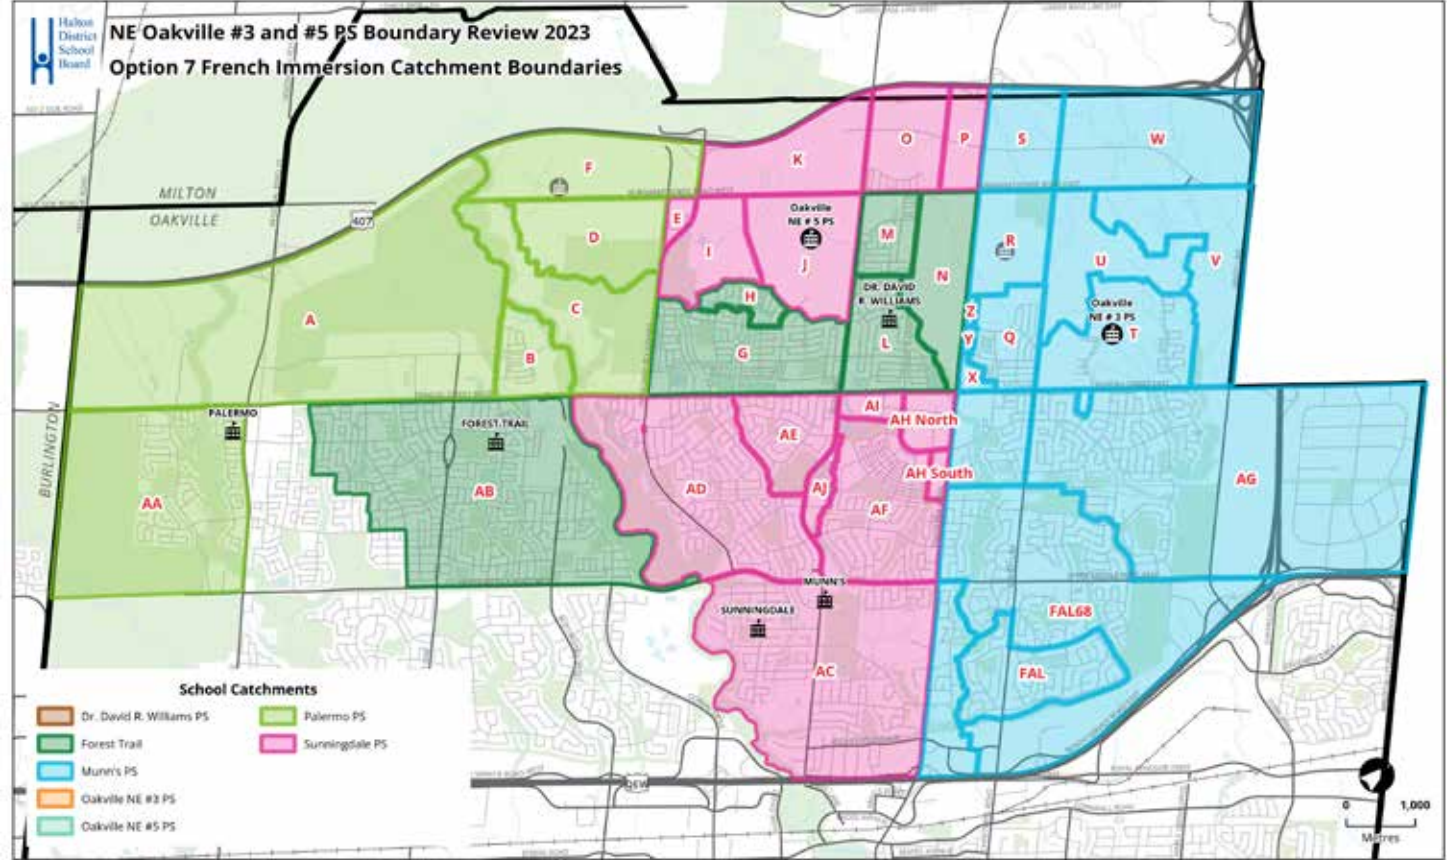 Halton
District
School
Board
NE Oakville #3 and #5 PS Boundary Review 2023
Option 7 French Immersion Catchment Boundaries
MILTON
OAKVILLE
407
BURLINGTON
F
K
O
P
S
W
E
D
I
Oakville
NE # 5 PS
J
M
N
R
U
V
A
C
B
H
G
DR. DAVID
R. WILLIAMS
L
Z
Y
X
Q
Oakville
NE # 3 PS
T
PALERMO
FOREST TRAIL
AA
AB
AD
AE
AI
AH North
AH South
AJ
AF
AG
MUNN'S
SUNNINGDALE
AC
FAL68
FAL
QEW
School Catchments
Dr. David R. Williams PS
Forest Trail
Munn's PS
Oakville NE #3 PS
Oakville NE #5 PS
Palermo PS
Sunningdale PS
0 1,000
Metres